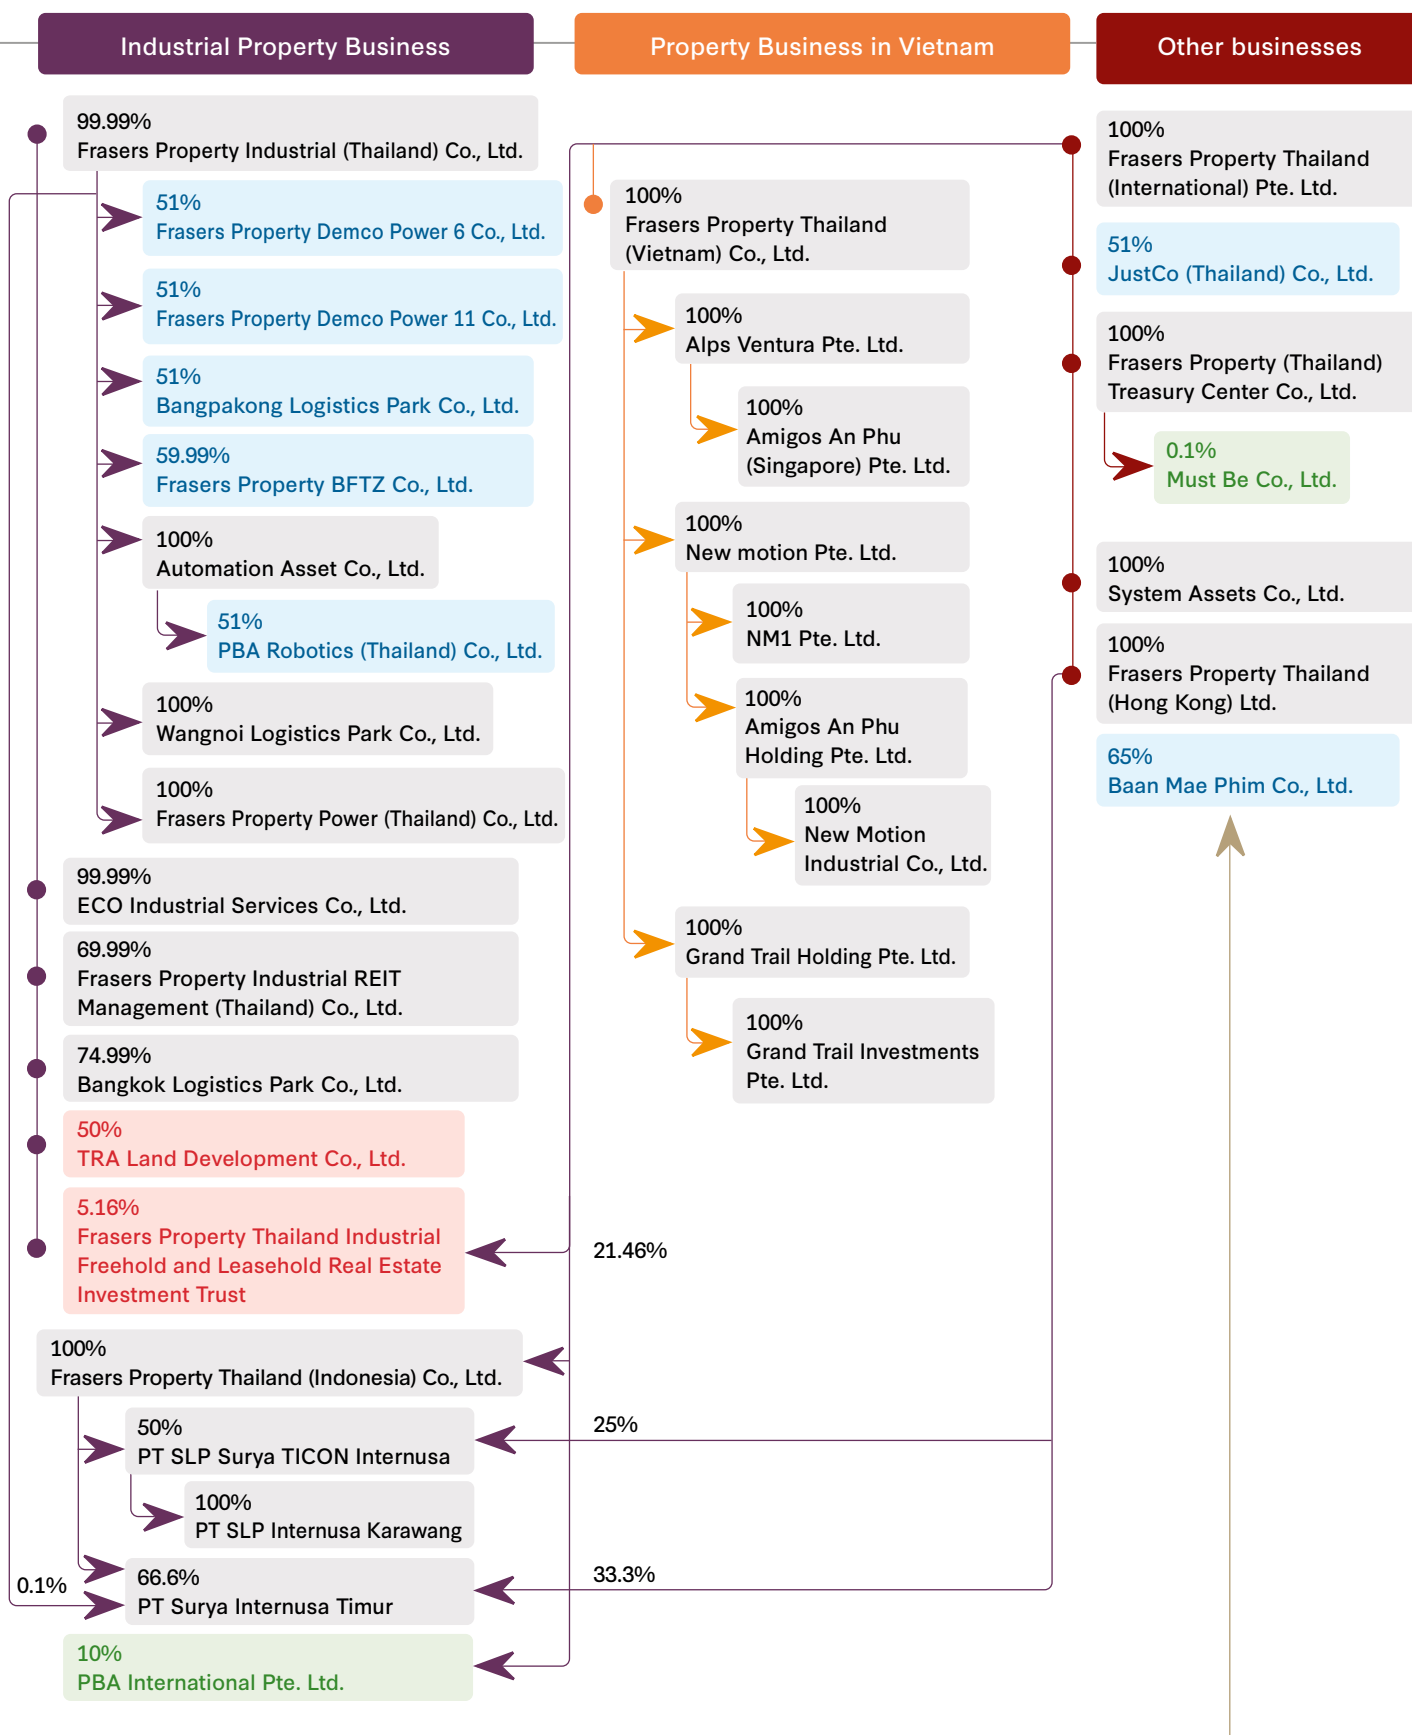 Industrial Property Business
99.99%
Frasers Property Industrial (Thailand) Co., Ltd.
51%
Frasers Property Demco Power 6 Co., Ltd.
51%
Frasers Property Demco Power 11 Co., Ltd.
51%
Bangpakong Logistics Park Co., Ltd.
59.99%
Frasers Property BFTZ Co., Ltd.
100%
Automation Asset Co., Ltd.
51%
PBA Robotics (Thailand) Co., Ltd.
100%
Wangnoi Logistics Park Co., Ltd.
100%
Frasers Property Power (Thailand) Co., Ltd.
99.99%
ECO Industrial Services Co., Ltd.
69.99%
Frasers Property Industrial REIT
Management (Thailand) Co., Ltd.
74.99%
Bangkok Logistics Park Co., Ltd.
50%
TRA Land Development Co., Ltd.
5.16%
Frasers Property Thailand Industrial
Freehold and Leasehold Real Estate
Investment Trust
21.46%
100%
Frasers Property Thailand (Indonesia) Co., Ltd.
50%
PT SLP Surya TICON Internusa
25%
100%
PT SLP Internusa Karawang
66.6%
PT Surya Internusa Timur
0.1%
33.3%
10%
PBA International Pte. Ltd.
Property Business in Vietnam
100%
Frasers Property Thailand
(Vietnam) Co., Ltd.
100%
Alps Ventura Pte. Ltd.
100%
Amigos An Phu
(Singapore) Pte. Ltd.
100%
New motion Pte. Ltd.
100%
NM1 Pte. Ltd.
100%
Amigos An Phu
Holding Pte. Ltd.
100%
New Motion
Industrial Co., Ltd.
100%
Grand Trail Holding Pte. Ltd.
100%
Grand Trail Investments
Pte. Ltd.
Other businesses
100%
Frasers Property Thailand
(International) Pte. Ltd.
51%
JustCo (Thailand) Co., Ltd.
100%
Frasers Property (Thailand)
Treasury Center Co., Ltd.
0.1%
Must Be Co., Ltd.
100%
System Assets Co., Ltd.
100%
Frasers Property Thailand
(Hong Kong) Ltd.
65%
Baan Mae Phim Co., Ltd.